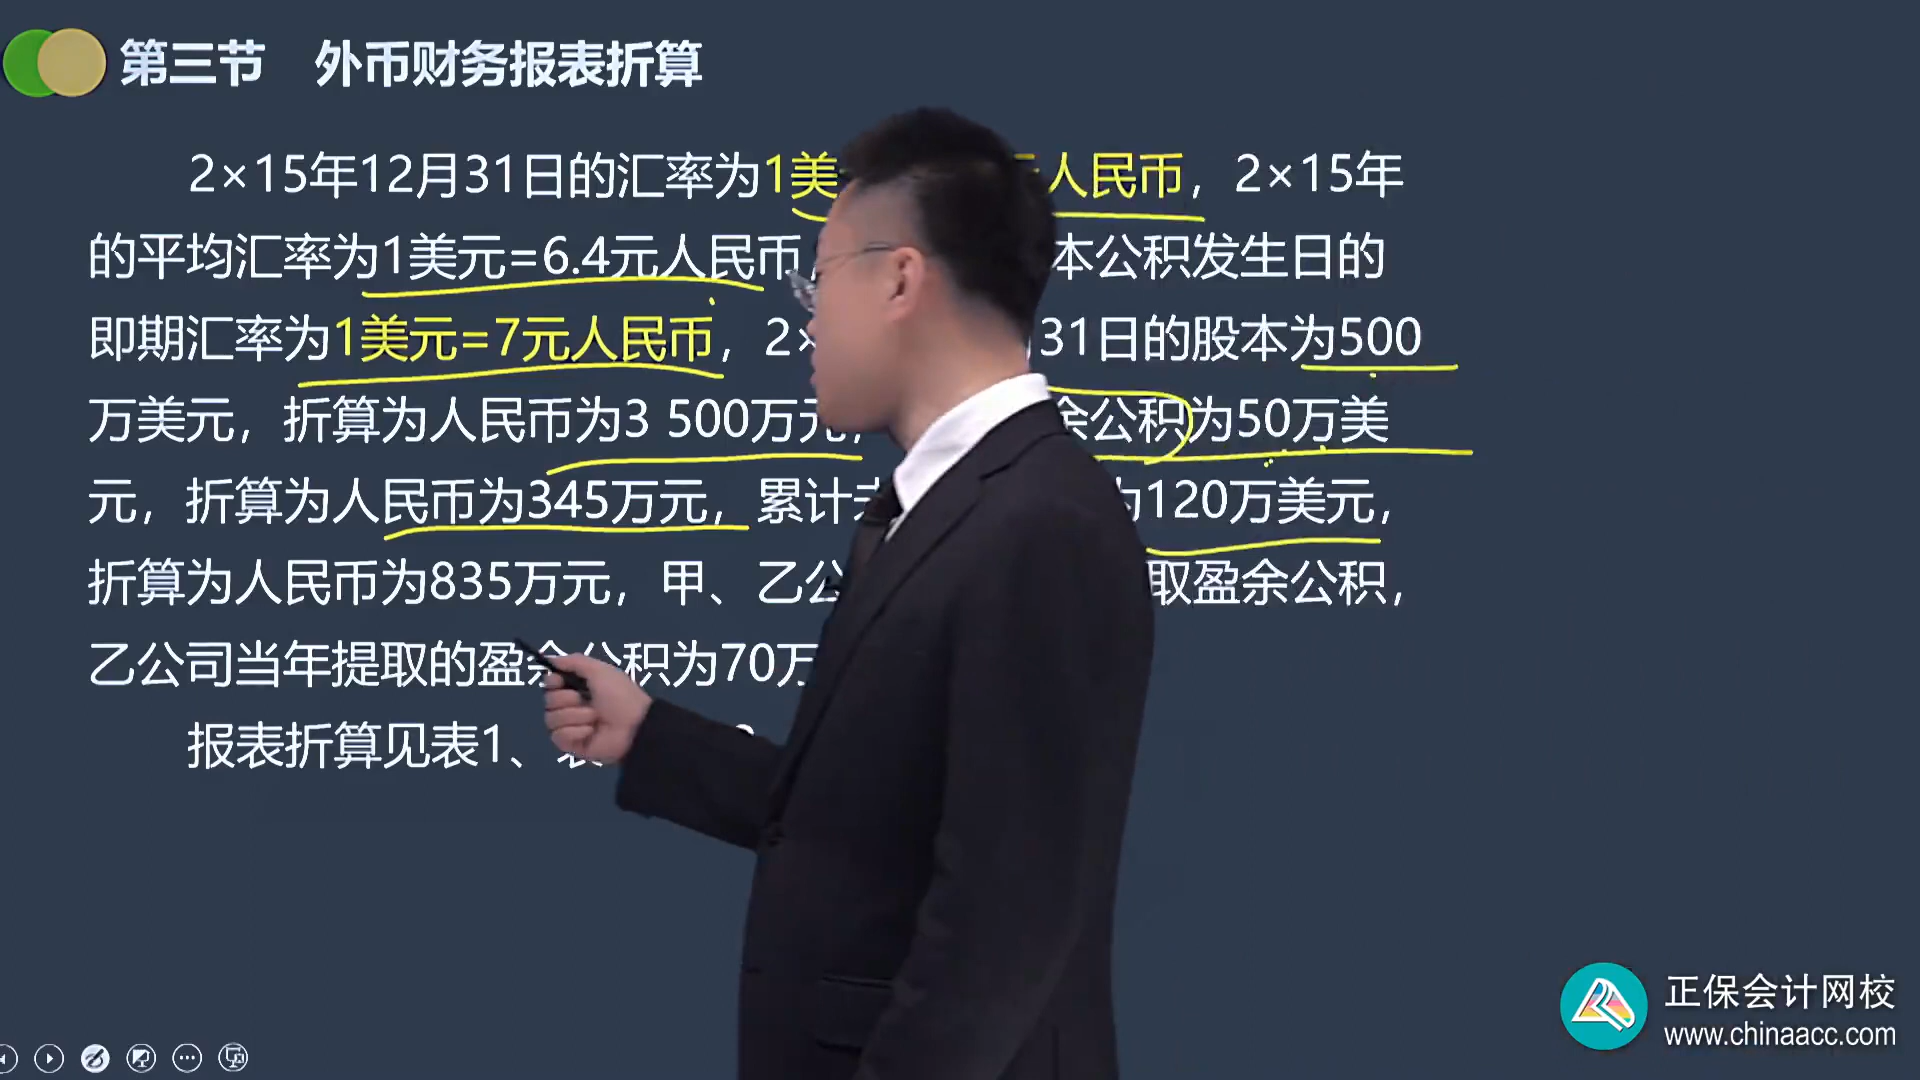 第三节 外币财务报表折算
2×15年12月31日的汇率为1美 人民币，2×15年
的平均汇率为1美元=6.4元人民币， 本公积发生日的
即期汇率为1美元=7元人民币，2× 31日的股本为500
万美元，折算为人民币为3 500万元， 余公积为50万美
元，折算为人民币为345万元，累计 120万美元，
折算为人民币为835万元，甲、乙公 取盈余公积，
乙公司当年提取的盈余公积为70万
报表折算见表1、表
正保会计网校
www.chinaacc.com